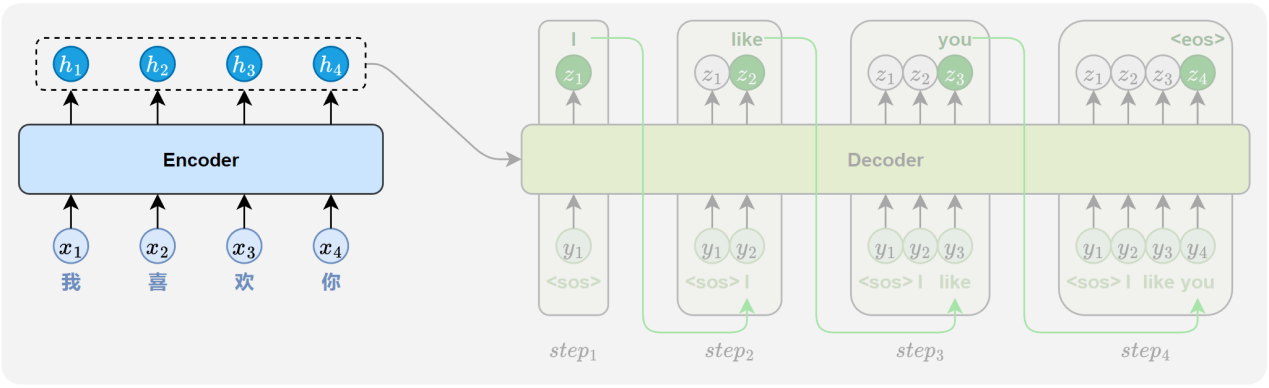 I like you <eos>
h1 h2 h3 h4 z1 z1 z2 z1 z2 z3 z1 z2 z3 z4
Encoder Decoder
x1 x2 x3 x4 y1 y1 y2 y1 y2 y3 y1 y2 y3 y4
我 喜 欢 你 <sos> <sos> I <sos> I like <sos> I like you
step1 step2 step3 step4